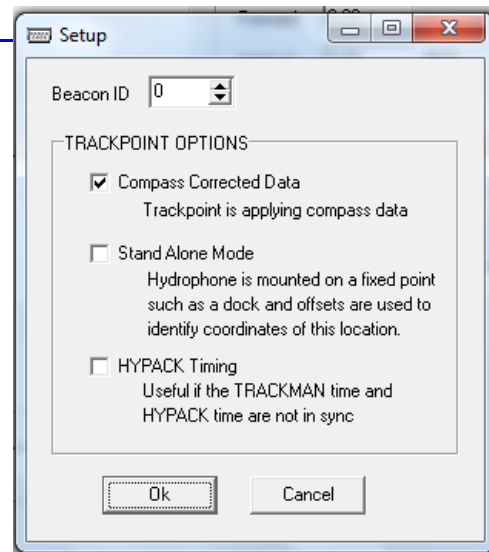 Setup
Beacon ID 0
TRACKPOINT OPTIONS
Compass Corrected Data
Trackpoint is applying compass data
Stand Alone Mode
Hydrophone is mounted on a fixed point
such as a dock and offsets are used to
identify coordinates of this location.
HYPACK Timing
Useful if the TRACKMAN time and
HYPACK time are not in sync
Ok Cancel